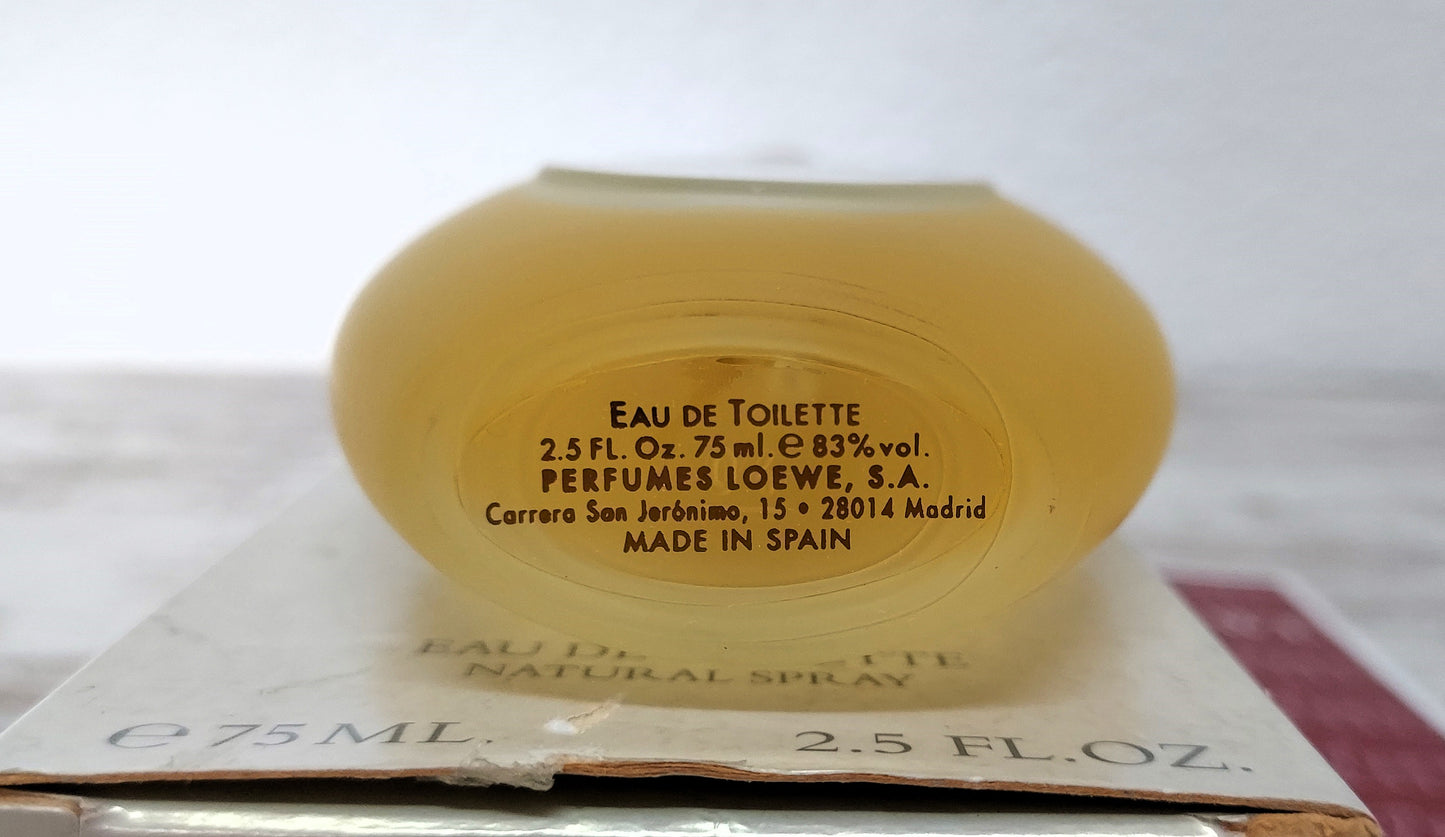 EAU DE TOILETTE
2.5 FL. Oz. 75 ml. e 83% vol.
PERFUMES LOEWE, S.A.
Carrera San Jerónimo, 15 • 28014 Madrid
MADE IN SPAIN
EAU
NATURAL SPRAY
e 75 ML. 2.5 FL.OZ.